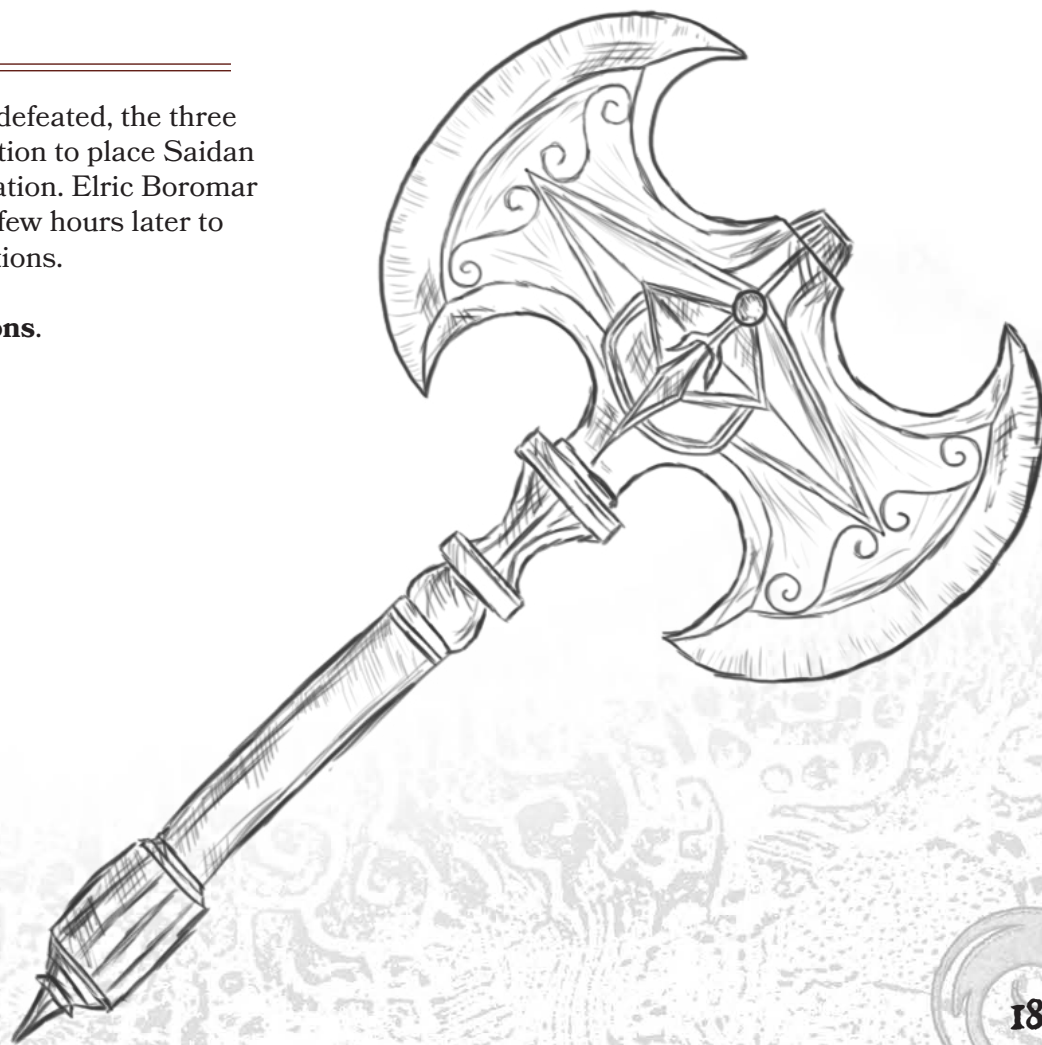 defeated, the three
tion to place Saidan
ation. Elric Boromar
few hours later to
tions.
ons.
18